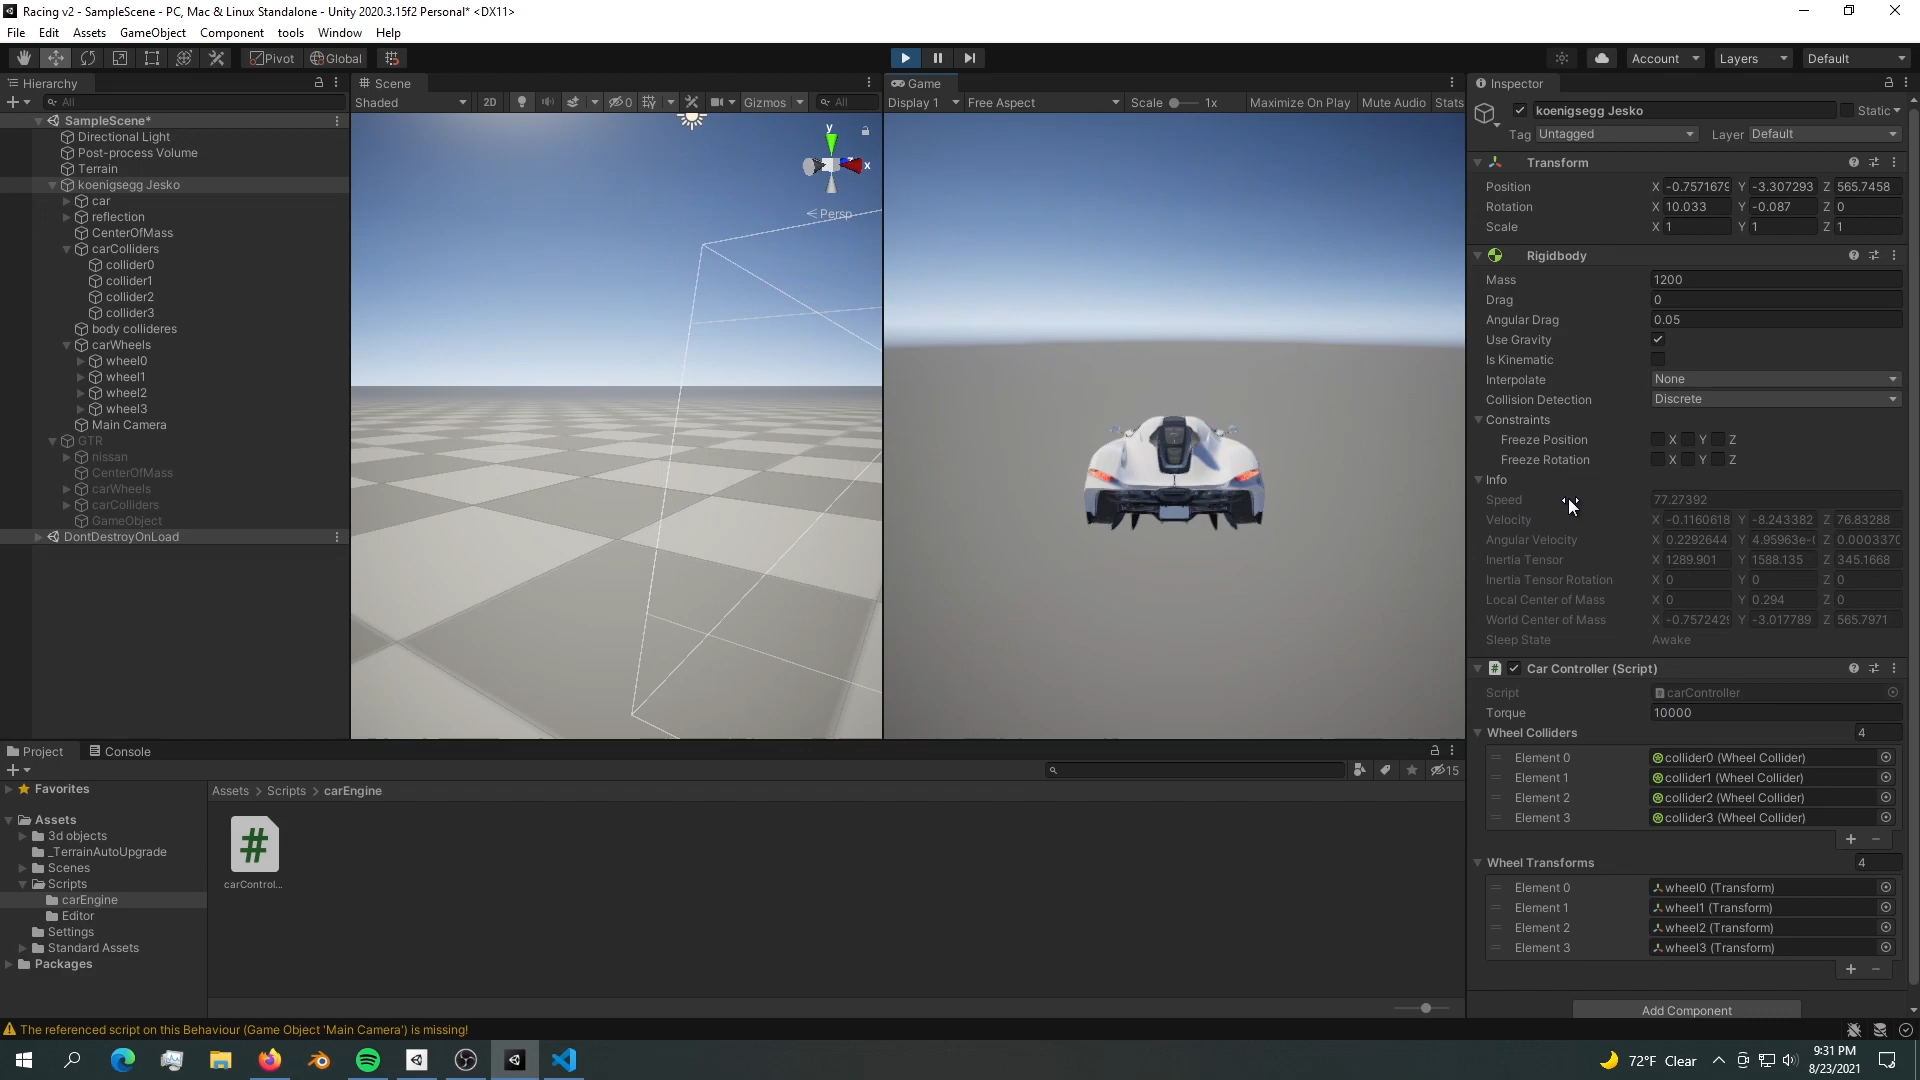 Racing v2 - SampleScene - PC, Mac & Linux Standalone - Unity 2020.3.15f2 Personal* <DX11>
File Edit Assets GameObject Component tools Window Help
Pivot Global Account Layers Default
Hierarchy
All
SampleScene*
Directional Light
Post-process Volume
Terrain
koenigsegg Jesko
car
reflection
CenterOfMass
carColliders
collider0
collider1
collider2
collider3
body collideres
carWheels
wheel0
wheel1
wheel2
wheel3
Main Camera
GTR
nissan
CenterOfMass
carWheels
carColliders
GameObject
DontDestroyOnLoad
Scene
Shaded 2D 0 Gizmos All
y
x
Persp
Game
Display 1 Free Aspect Scale 1x Maximize On Play Mute Audio Stats
Inspector
koenigsegg Jesko Static
Tag Untagged Layer Default
Transform
Position X -0.7571679 Y -3.307293 Z 565.7458
Rotation X 10.033 Y -0.087 Z 0
Scale X 1 Y 1 Z 1
Rigidbody
Mass 1200
Drag 0
Angular Drag 0.05
Use Gravity
Is Kinematic
Interpolate None
Collision Detection Discrete
Constraints
Freeze Position X Y Z
Freeze Rotation X Y Z
Info
Speed 77.27392
Velocity X -0.1160618 Y -8.243382 Z 76.83288
Angular Velocity X 0.2292644 Y 4.95963e-( Z 0.0003370
Inertia Tensor X 1289.901 Y 1588.135 Z 345.1668
Inertia Tensor Rotation X 0 Y 0 Z 0
Local Center of Mass X 0 Y 0.294 Z 0
World Center of Mass X -0.7572429 Y -3.017789 Z 565.7971
Sleep State Awake
Car Controller (Script)
Script carController
Torque 10000
Wheel Colliders 4
Element 0 collider0 (Wheel Collider)
Element 1 collider1 (Wheel Collider)
Element 2 collider2 (Wheel Collider)
Element 3 collider3 (Wheel Collider)
Wheel Transforms 4
Element 0 wheel0 (Transform)
Element 1 wheel1 (Transform)
Element 2 wheel2 (Transform)
Element 3 wheel3 (Transform)
Add Component
Project Console
15
Favorites
Assets
3d objects
_TerrainAutoUpgrade
Scenes
Scripts
carEngine
Editor
Settings
Standard Assets
Packages
Assets > Scripts > carEngine
carControl...
The referenced script on this Behaviour (Game Object 'Main Camera') is missing!
72°F Clear
9:31 PM
8/23/2021